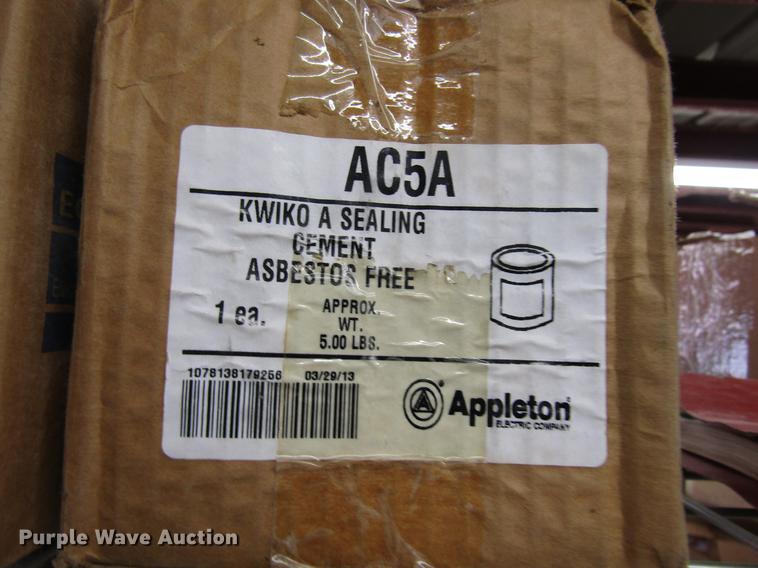 AC5A
KWIKO A SEALING
CEMENT
ASBESTOS FREE
1 ea.
APPROX.
WT.
5.00 LBS.
1078138179256 03/29/13
A Appleton
ELECTRIC COMPANY
Purple Wave Auction